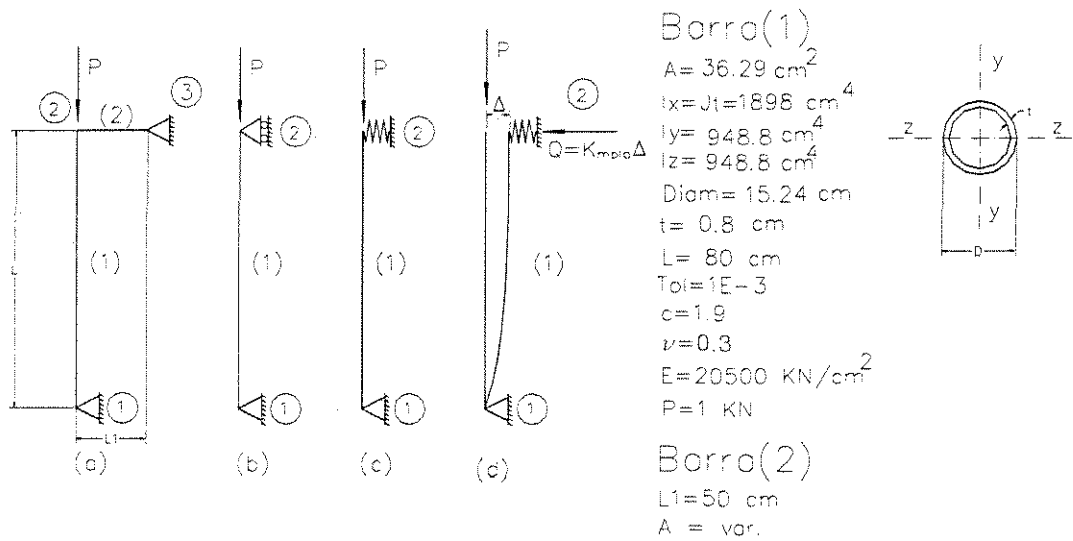 P
2
(2)
3
L
(1)
1
L1
(a)
P
2
(1)
1
(b)
P
2
(1)
1
(c)
P
Δ
2
Q=KmolaΔ
(1)
1
(d)
Barra(1)
A= 36.29 cm²
Ix=Jt=1898 cm⁴
Iy= 948.8 cm⁴
Iz= 948.8 cm⁴
Diam= 15.24 cm
t= 0.8 cm
L= 80 cm
Tol=1E-3
c=1.9
ν=0.3
E=20500 KN/cm²
P=1 KN
Barra(2)
L1=50 cm
A = var.
y
t
z
z
y
D